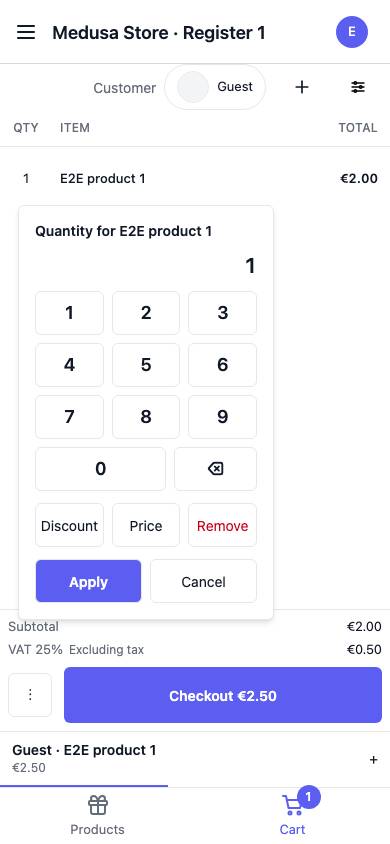 Medusa Store · Register 1
E
Customer
Guest
QTY ITEM TOTAL
1 E2E product 1 €2.00
Quantity for E2E product 1
1
1 2 3
4 5 6
7 8 9
0
Discount Price Remove
Apply Cancel
Subtotal €2.00
VAT 25% Excluding tax €0.50
Checkout €2.50
Guest · E2E product 1
€2.50
+
1
Products Cart